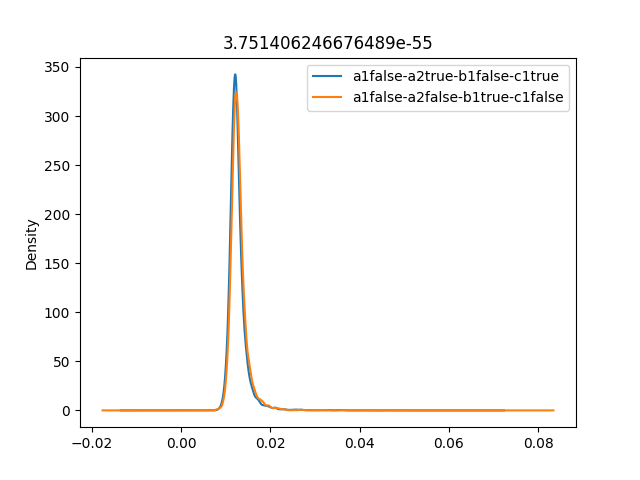 3.751406246676489e-55
a1false-a2true-b1false-c1true
a1false-a2false-b1true-c1false
Density
350
300
250
200
150
100
50
0
−0.02 0.00 0.02 0.04 0.06 0.08